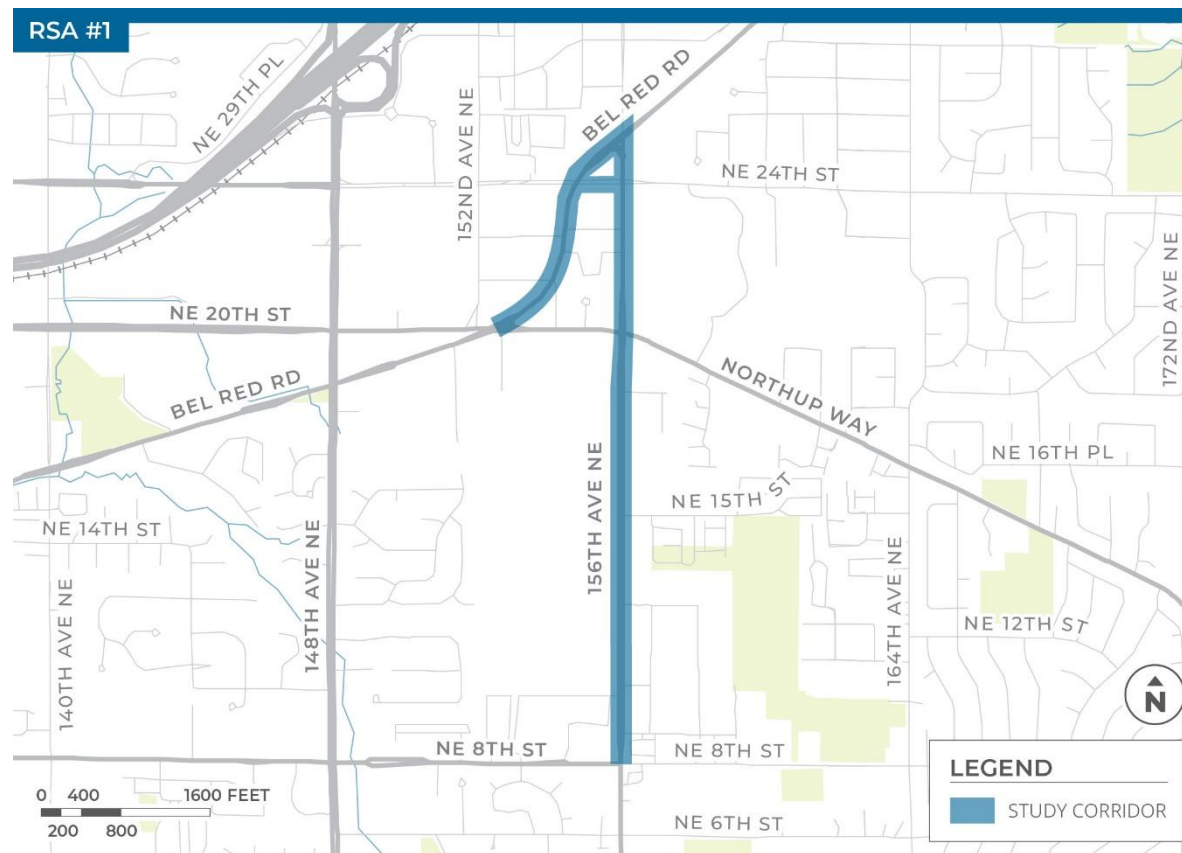 RSA #1
NE 29TH PL
BEL RED RD
152ND AVE NE
NE 24TH ST
NE 20TH ST
172ND AVE NE
BEL RED RD
NORTHUP WAY
NE 16TH PL
NE 15TH ST
NE 14TH ST
156TH AVE NE
148TH AVE NE
164TH AVE NE
140TH AVE NE
NE 12TH ST
N
NE 8TH ST
NE 8TH ST
LEGEND
STUDY CORRIDOR
0 400 1600 FEET
200 800
NE 6TH ST